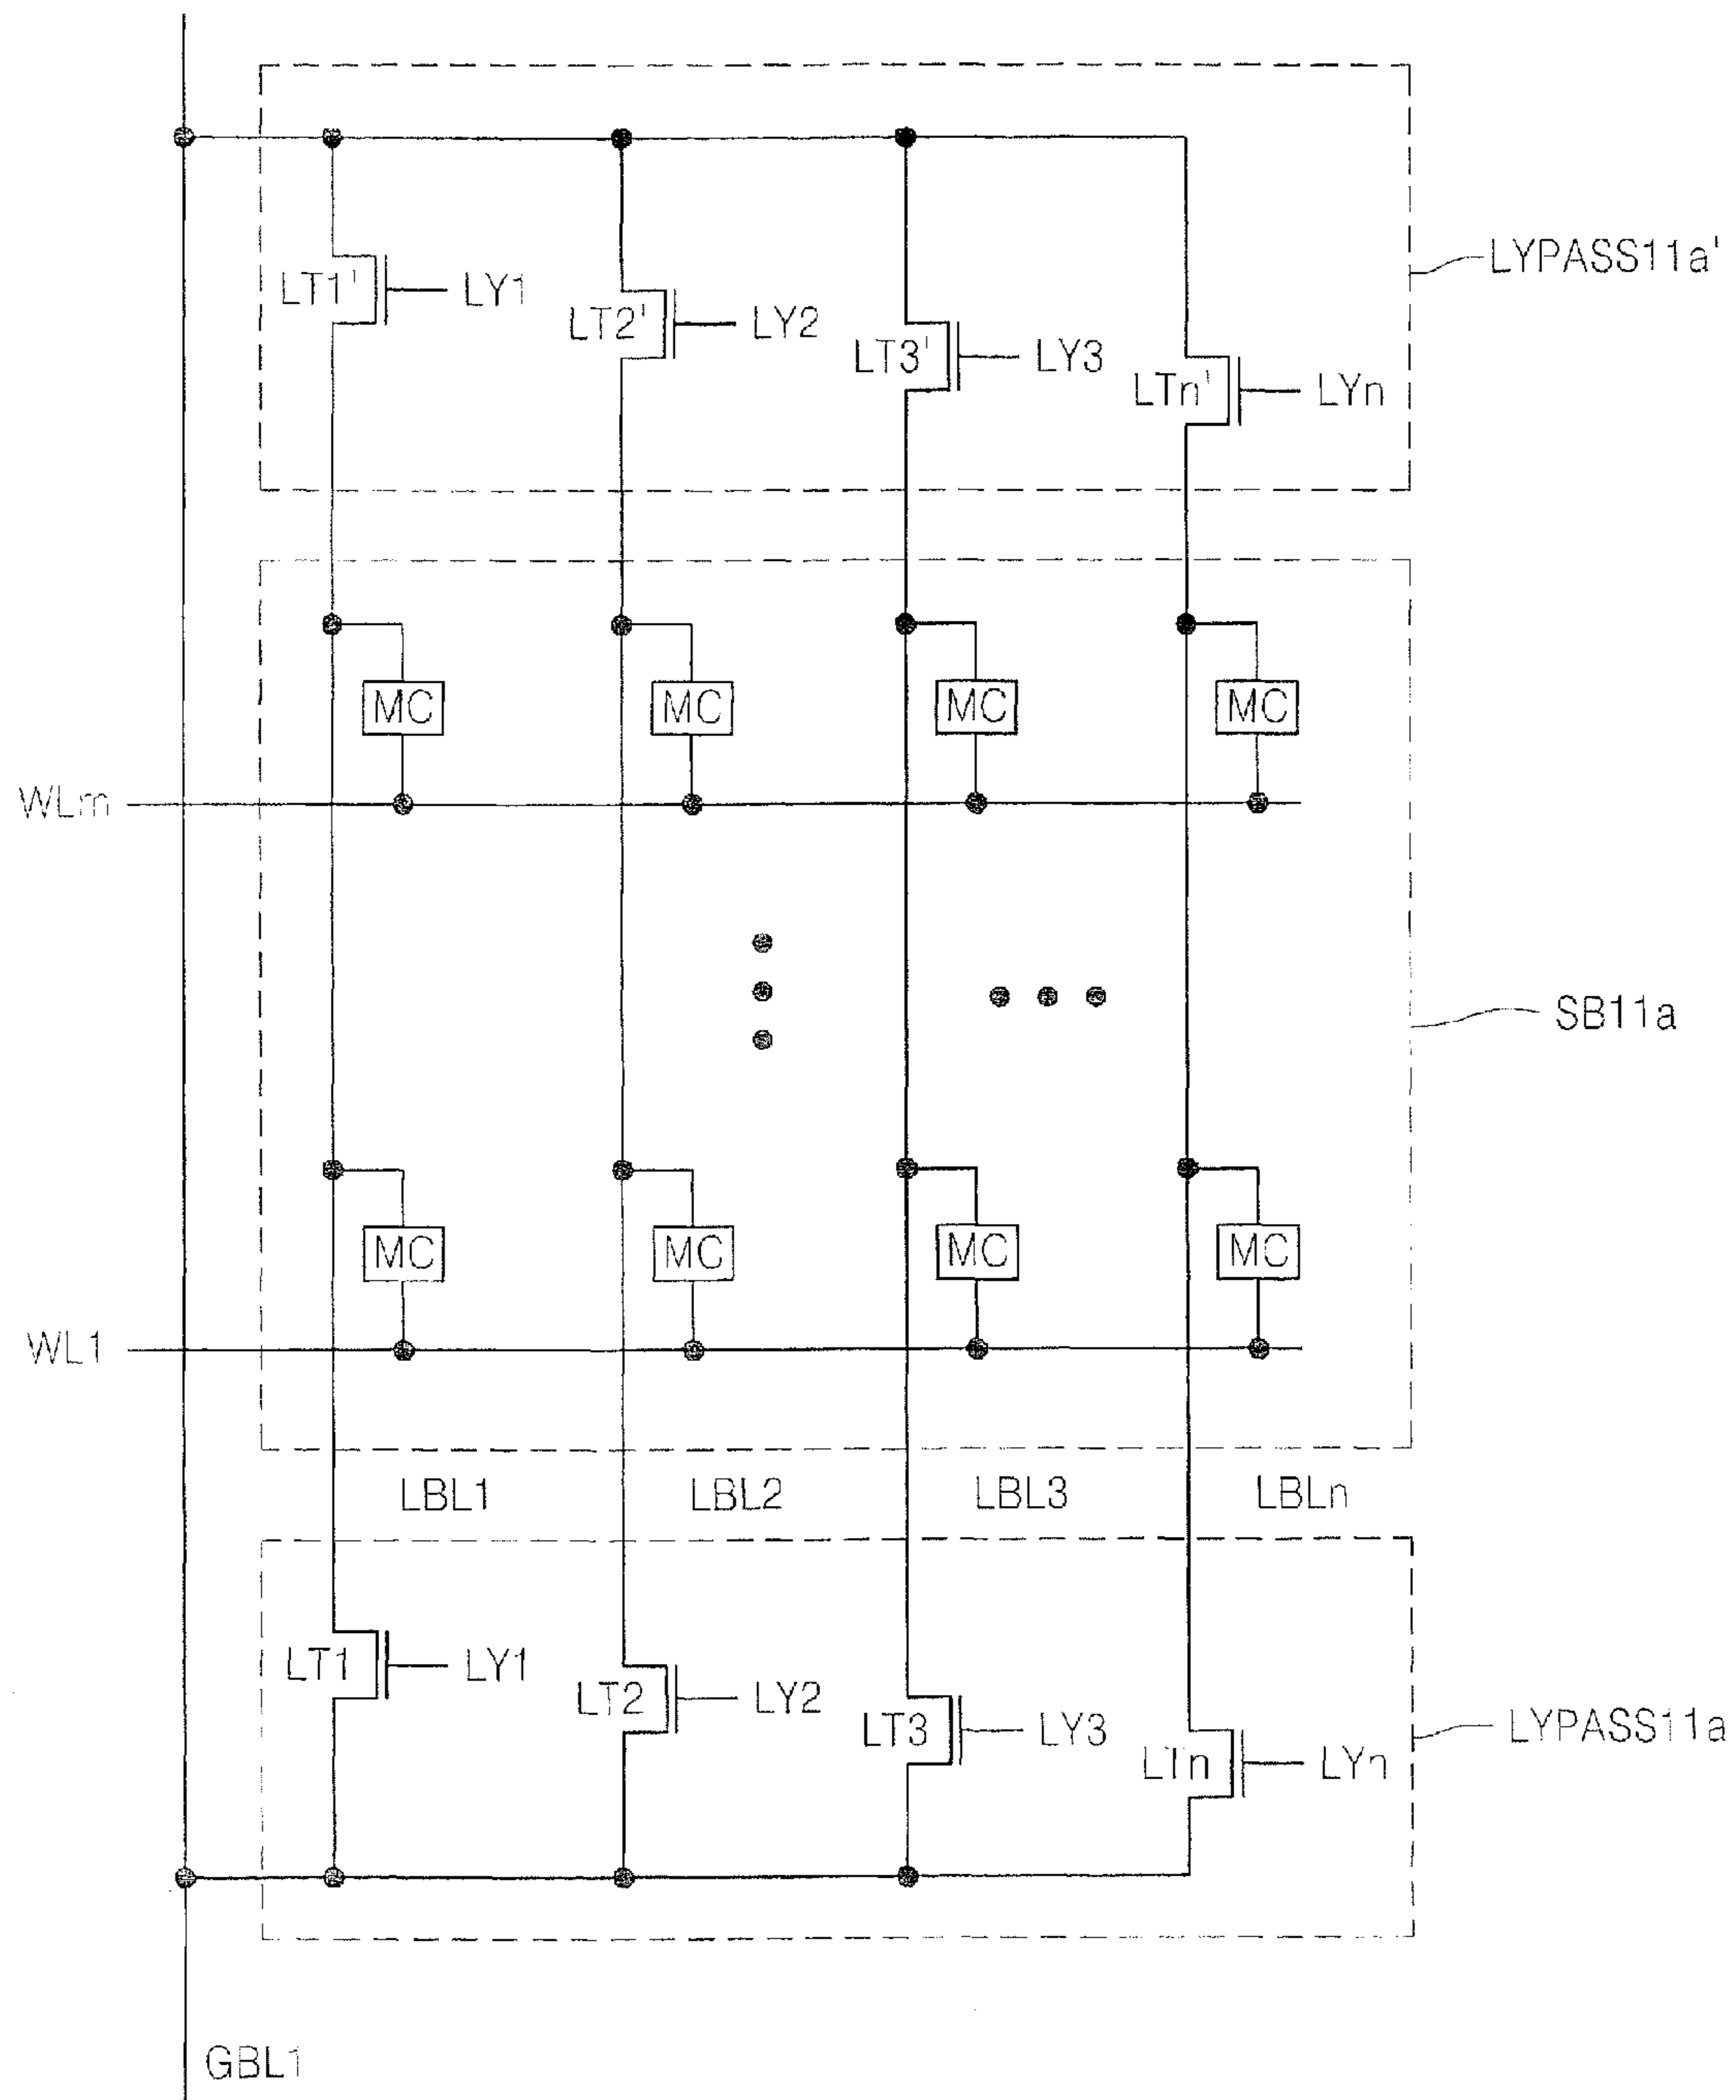 LYPASS11a'
LT1' LY1
LT2' LY2
LT3' LY3
LTn' LYn
MC MC MC MC
WLm
SB11a
MC MC MC MC
WL1
LBL1 LBL2 LBL3 LBLn
LT1 LY1
LT2 LY2
LT3 LY3
LTn LYn
LYPASS11a
GBL1